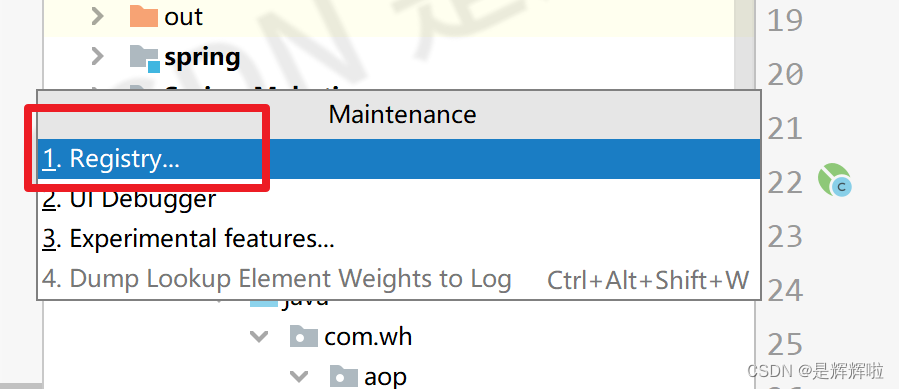 out
spring
Maintenance
1. Registry...
2. UI Debugger
3. Experimental features...
4. Dump Lookup Element Weights to Log Ctrl+Alt+Shift+W
java
com.wh
aop
19
20
21
22
C
23
24
25
CSDN @是辉辉啦